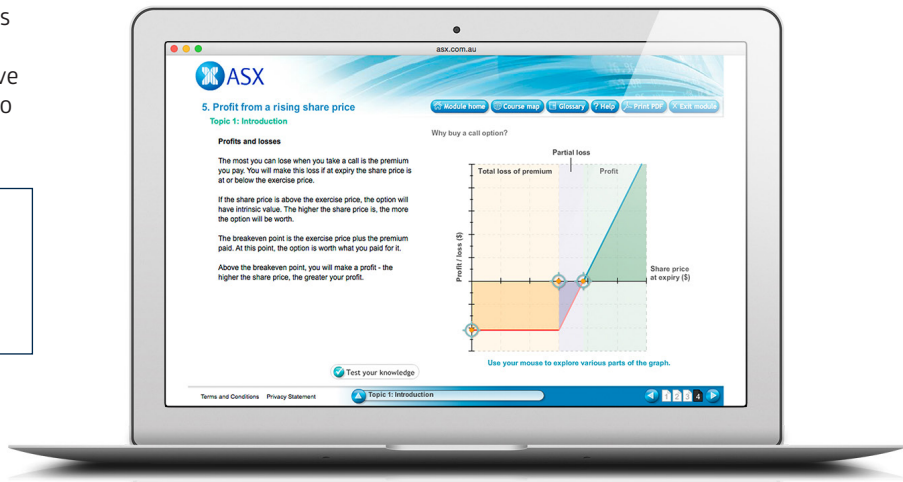 s
ve
o
asx.com.au
ASX
5. Profit from a rising share price
Topic 1: Introduction
Module home
Course map
Glossary
? Help
Print PDF
Exit module
Profits and losses
The most you can lose when you take a call is the premium
you pay. You will make this loss if at expiry the share price is
at or below the exercise price.
If the share price is above the exercise price, the option will
have intrinsic value. The higher the share price is, the more
the option will be worth.
The breakeven point is the exercise price plus the premium
paid. At this point, the option is worth what you paid for it.
Above the breakeven point, you will make a profit - the
higher the share price, the greater your profit.
Why buy a call option?
Partial loss
Total loss of premium
Profit
Profit / loss ($)
Share price
at expiry ($)
Use your mouse to explore various parts of the graph.
Test your knowledge
Terms and Conditions Privacy Statement
Topic 1: Introduction
1 2 3 4